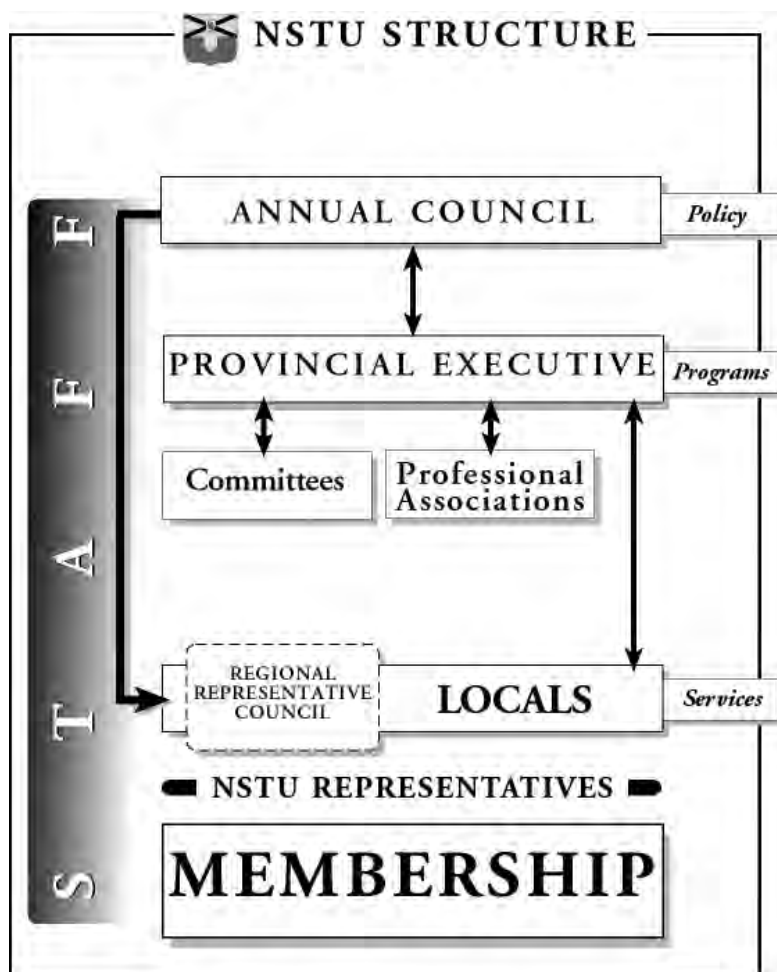 NSTU STRUCTURE
ANNUAL COUNCIL
Policy
PROVINCIAL EXECUTIVE
Programs
Committees
Professional
Associations
REGIONAL
REPRESENTATIVE
COUNCIL
LOCALS
Services
NSTU REPRESENTATIVES
MEMBERSHIP
STAFF